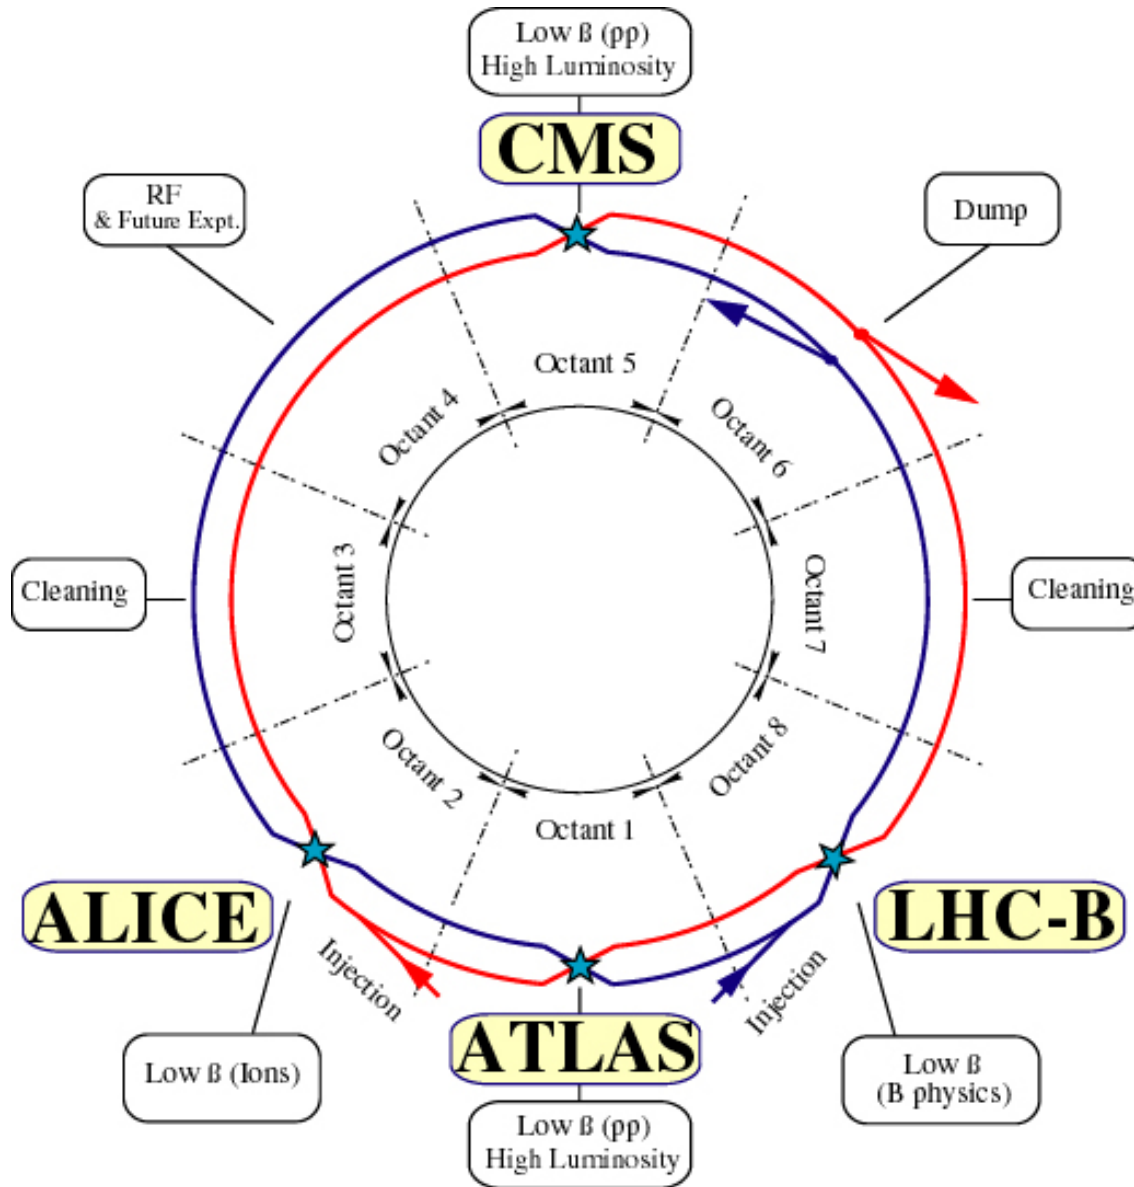 Low ß (pp)
High Luminosity
CMS
RF
& Future Expt.
Dump
Octant 5
Octant 4
Octant 6
Cleaning
Octant 3
Octant 7
Cleaning
Octant 2
Octant 8
Octant 1
ALICE
LHC-B
Injection
Injection
ATLAS
Low ß (Ions)
Low ß
(B physics)
Low ß (pp)
High Luminosity